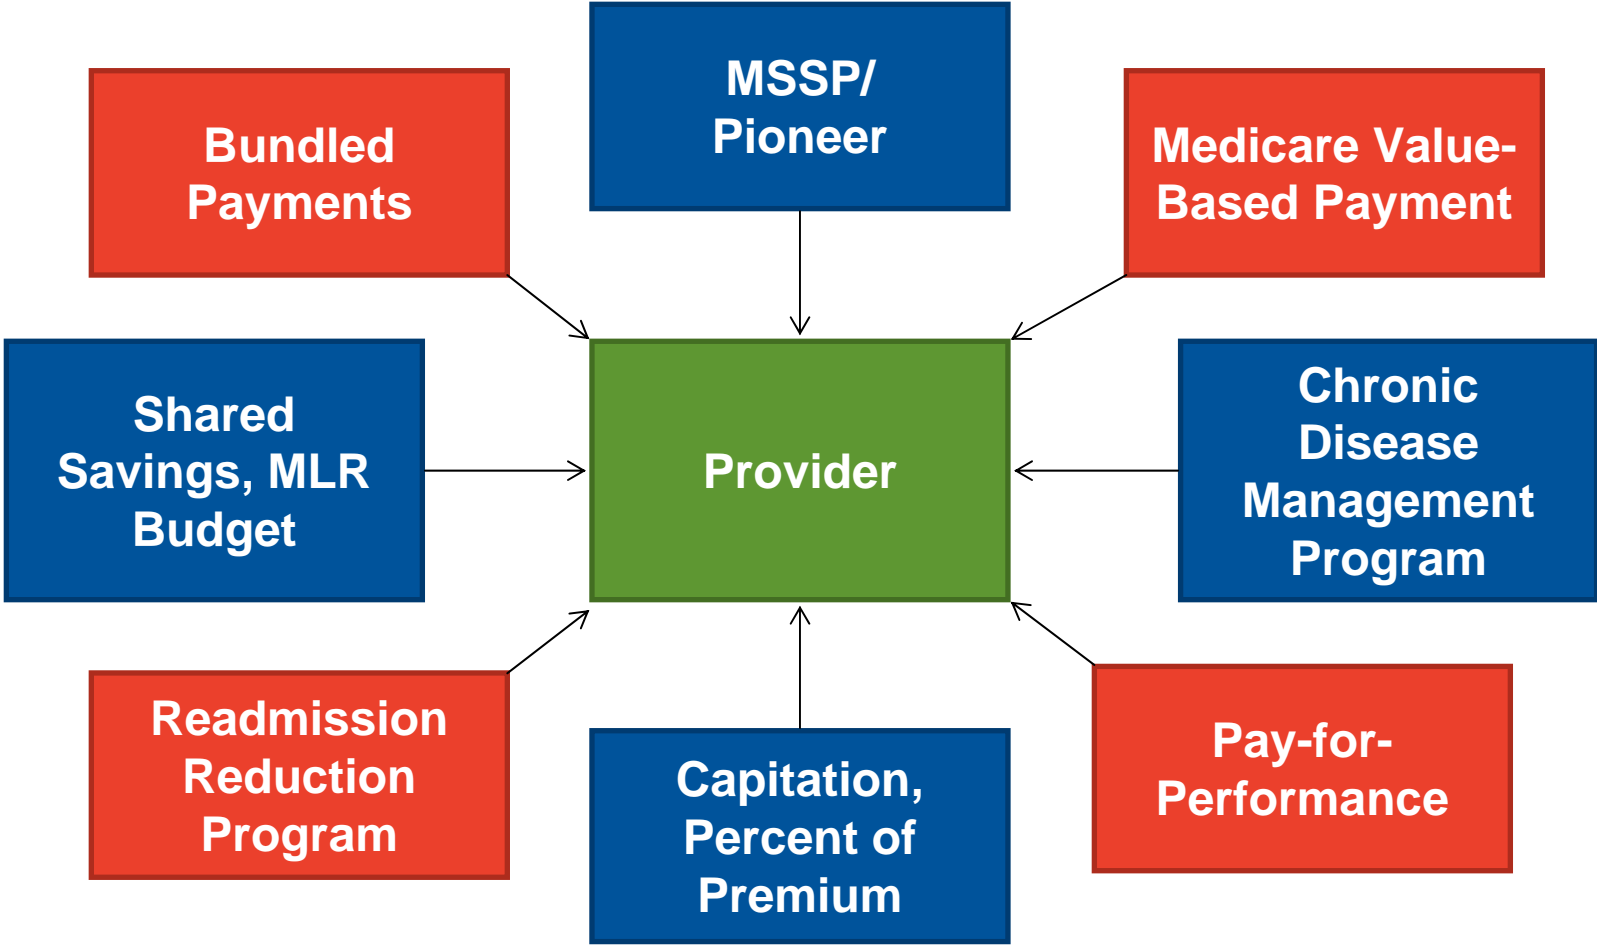 MSSP/
Pioneer
Bundled
Payments
Medicare Value-
Based Payment
Shared
Savings, MLR
Budget
Provider
Chronic
Disease
Management
Program
Readmission
Reduction
Program
Capitation,
Percent of
Premium
Pay-for-
Performance